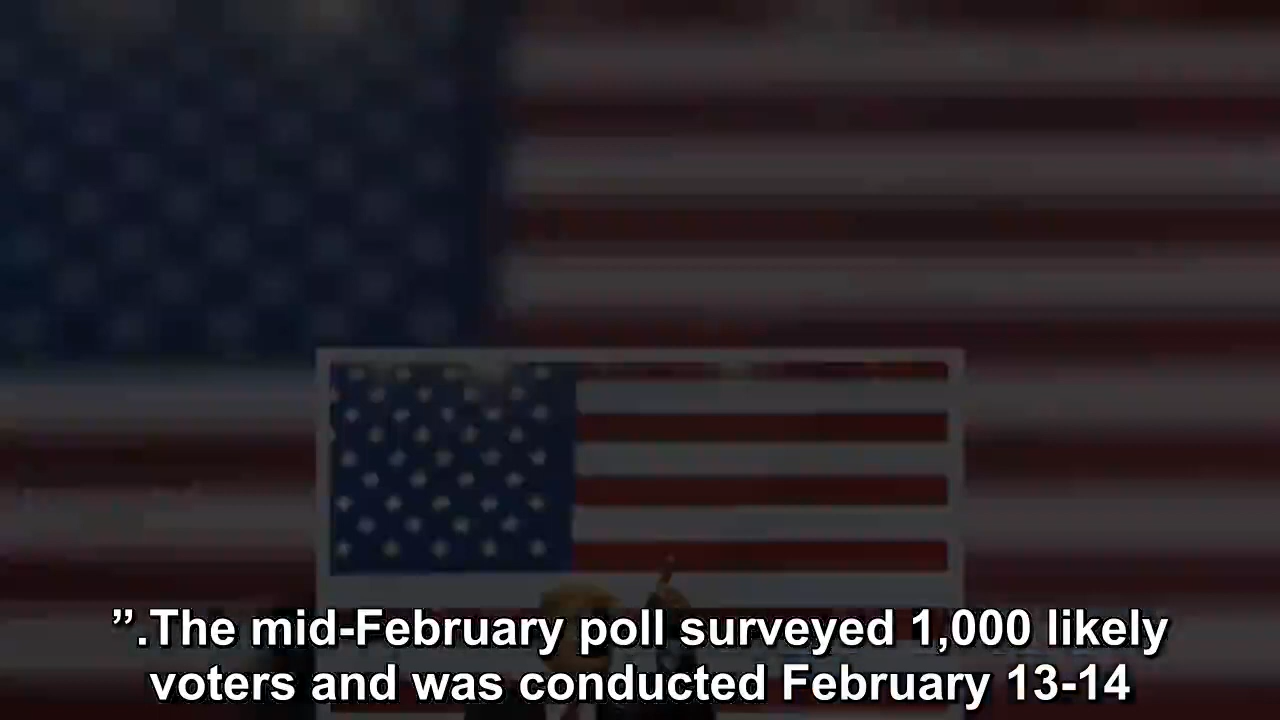 ”.The mid-February poll surveyed 1,000 likely
voters and was conducted February 13-14